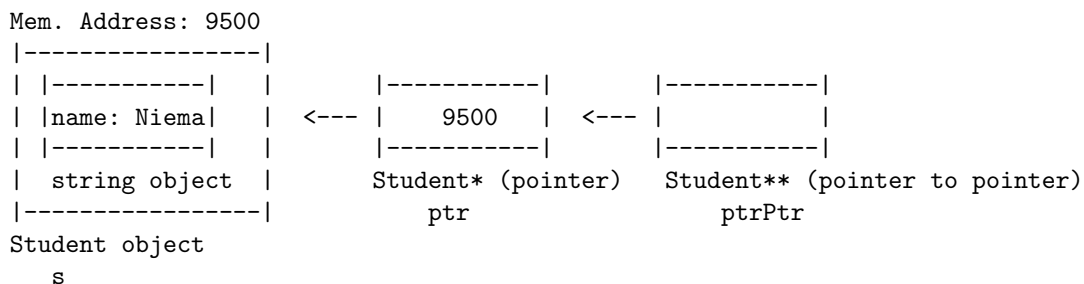 Mem. Address: 9500
|-----------------|
| |-----------| | |-----------| |-----------|
| |name: Niema| | <--- | 9500 | <--- | |
| |-----------| | |-----------| |-----------|
| string object | Student* (pointer) Student** (pointer to pointer)
|-----------------| ptr ptrPtr
Student object
s